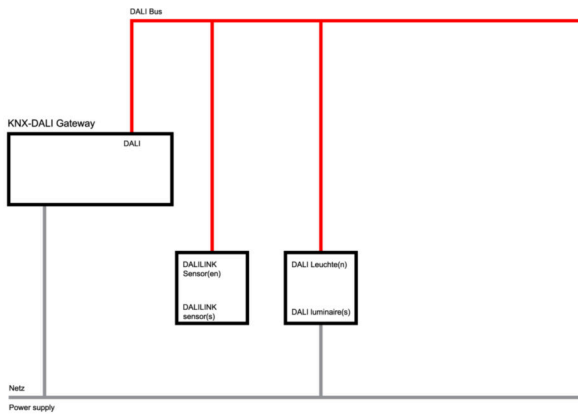 DALI Bus
KNX-DALI Gateway
DALI
DALILINK
Sensor(en)
DALILINK
sensor(s)
DALI Leuchte(n)
DALI luminaire(s)
Netz
Power supply